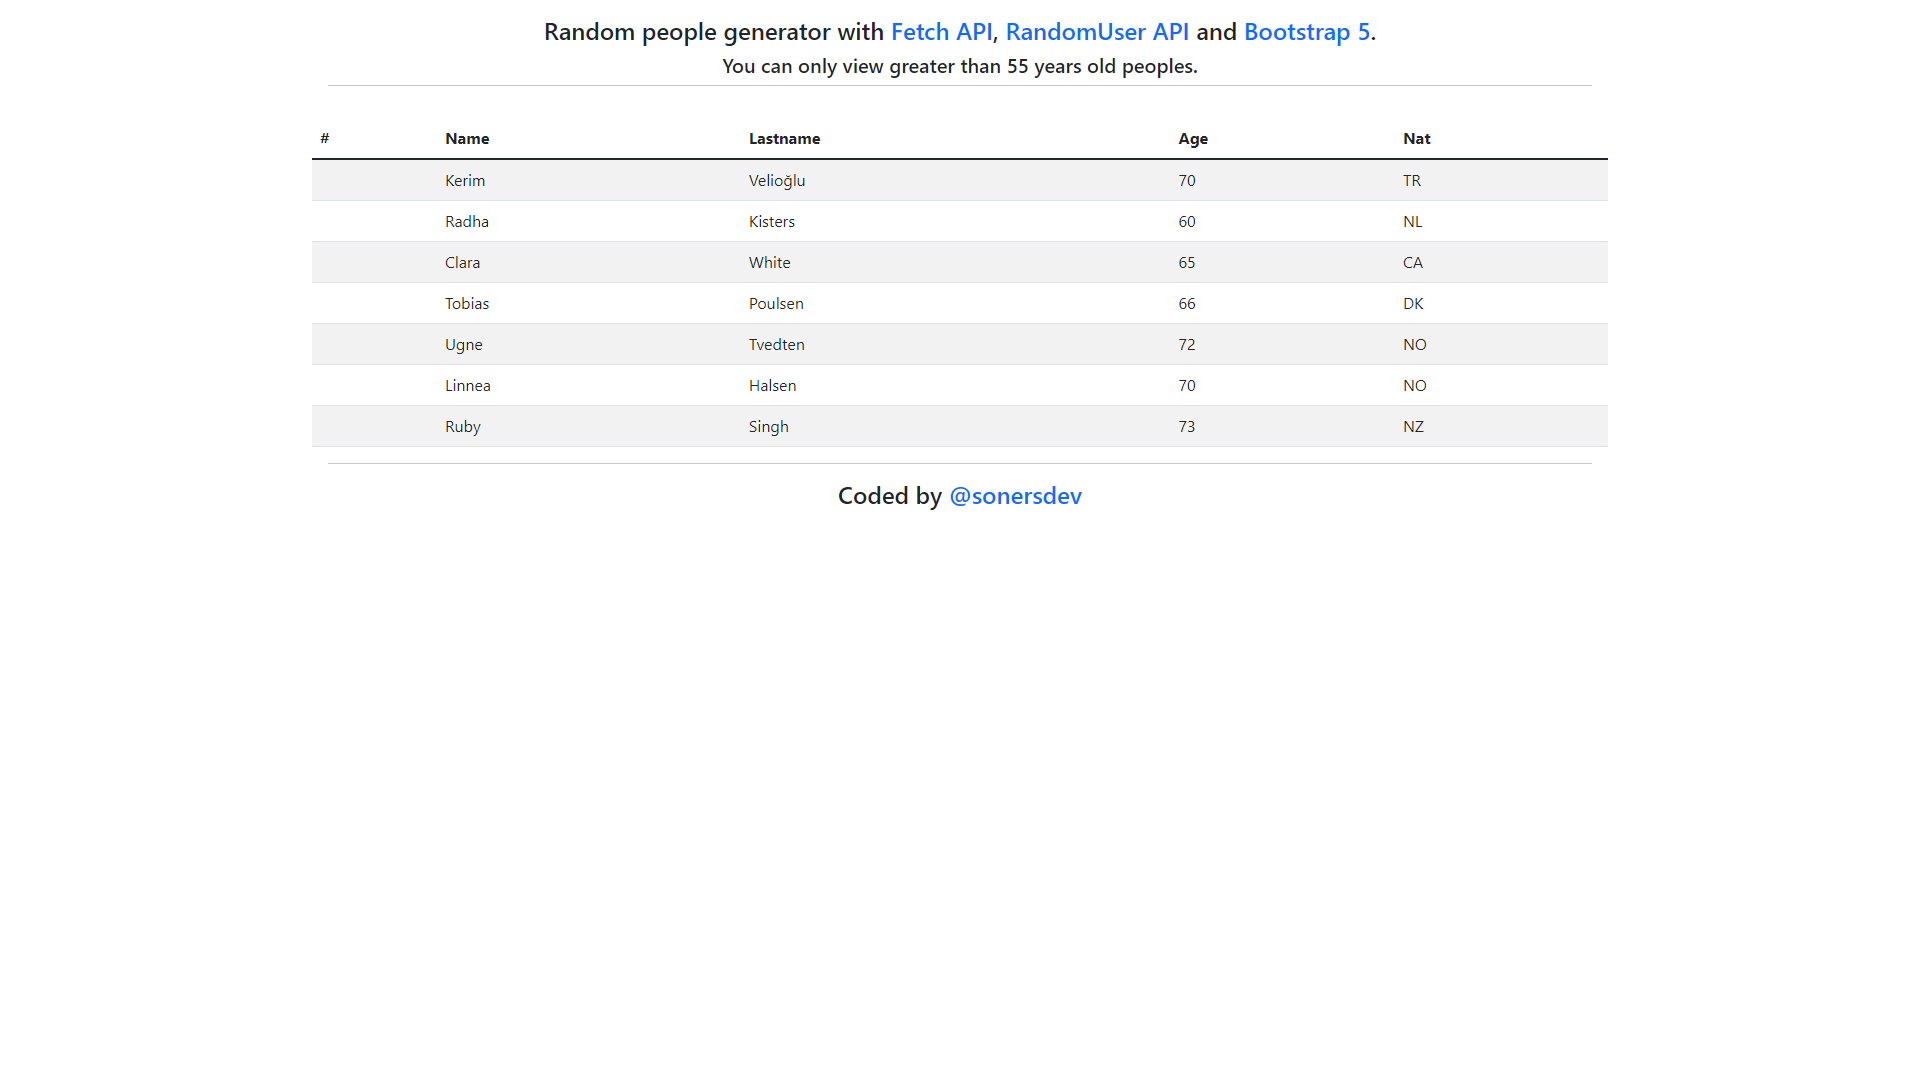 Random people generator with Fetch API, RandomUser API and Bootstrap 5.
You can only view greater than 55 years old peoples.
# Name Lastname Age Nat
Kerim Velioğlu 70 TR
Radha Kisters 60 NL
Clara White 65 CA
Tobias Poulsen 66 DK
Ugne Tvedten 72 NO
Linnea Halsen 70 NO
Ruby Singh 73 NZ
Coded by @sonersdev